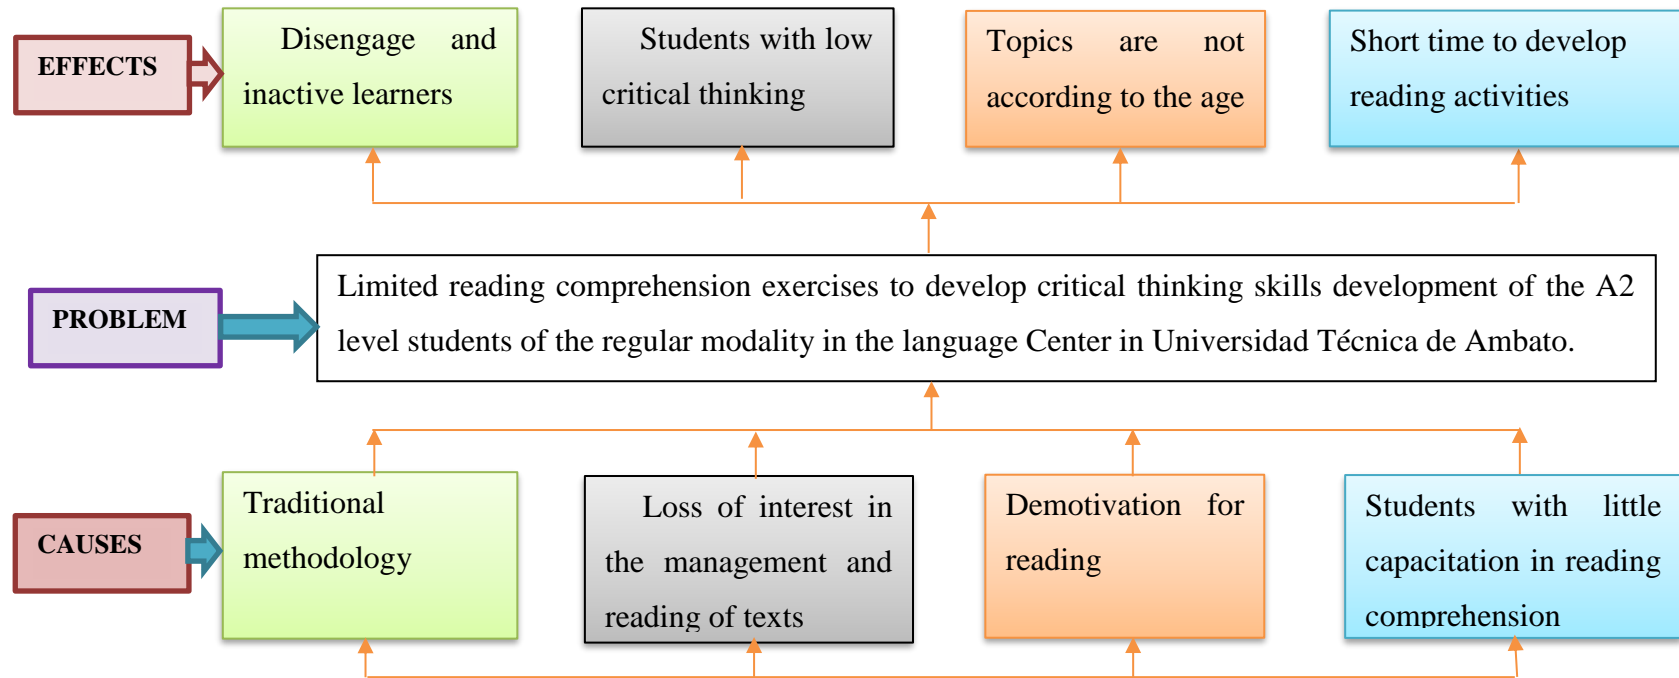 EFFECTS
Disengage and
inactive learners
Students with low
critical thinking
Topics are not
according to the age
Short time to develop
reading activities
PROBLEM
Limited reading comprehension exercises to develop critical thinking skills development of the A2
level students of the regular modality in the language Center in Universidad Técnica de Ambato.
CAUSES
Traditional
methodology
Loss of interest in
the management and
reading of texts
Demotivation for
reading
Students with little
capacitation in reading
comprehension